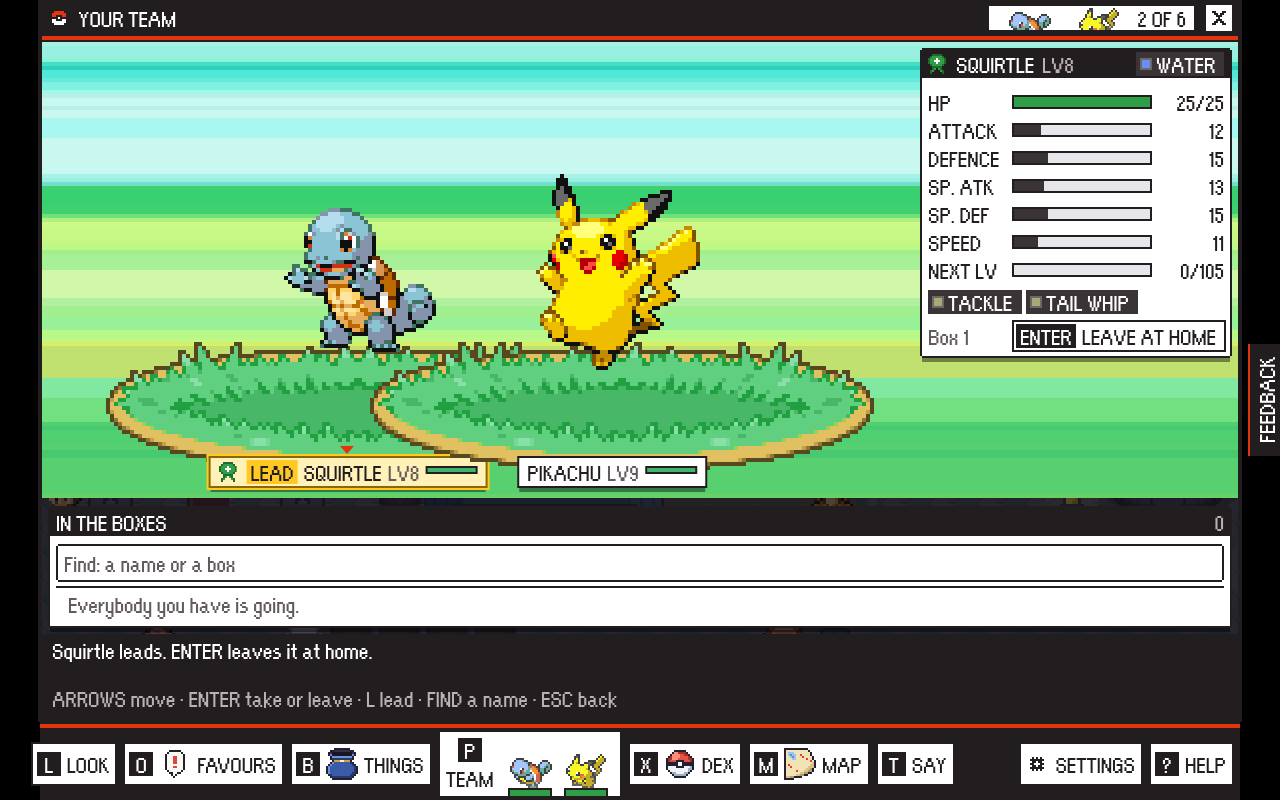 YOUR TEAM
2 OF 6 X
SQUIRTLE LV8 WATER
HP 25/25
ATTACK 12
DEFENCE 15
SP. ATK 13
SP. DEF 15
SPEED 11
NEXT LV 0/105
TACKLE TAIL WHIP
Box 1 ENTER LEAVE AT HOME
FEEDBACK
LEAD SQUIRTLE LV8
PIKACHU LV9
IN THE BOXES 0
Find: a name or a box
Everybody you have is going.
Squirtle leads. ENTER leaves it at home.
ARROWS move · ENTER take or leave · L lead · FIND a name · ESC back
L LOOK
O FAVOURS
B THINGS
P TEAM
X DEX
M MAP
T SAY
# SETTINGS
? HELP